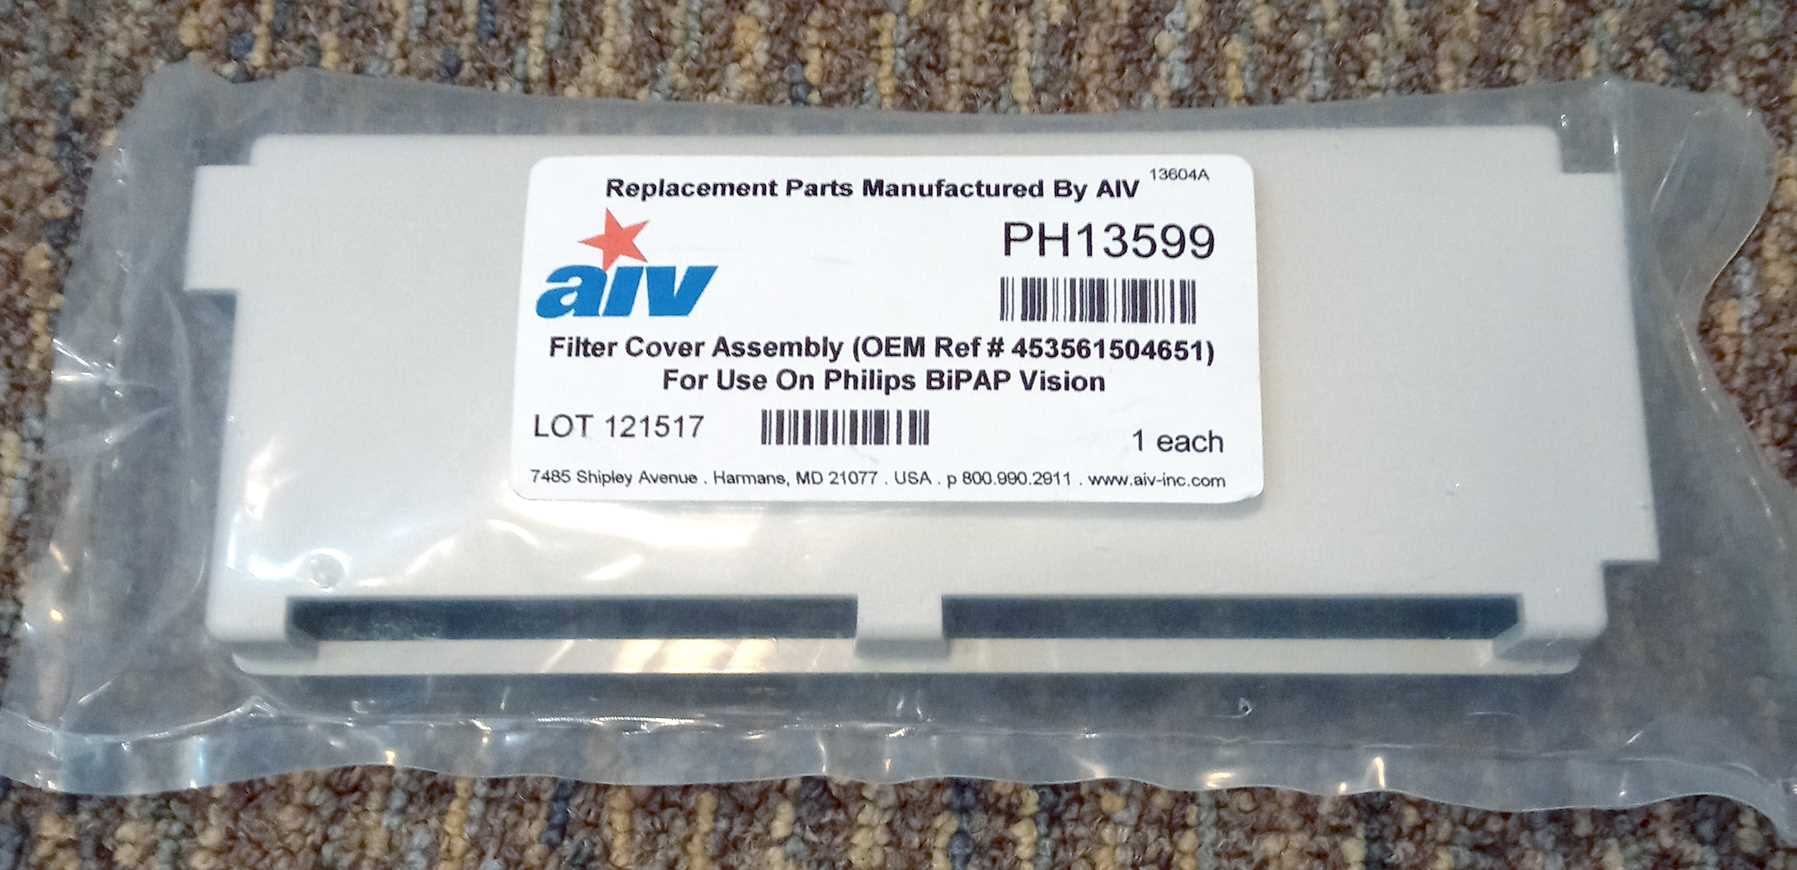 Replacement Parts Manufactured By AIV 13604A
PH13599
aiv
Filter Cover Assembly (OEM Ref # 453561504651)
For Use On Philips BiPAP Vision
LOT 121517
1 each
7485 Shipley Avenue . Harmans, MD 21077 . USA . p 800.990.2911 . www.aiv-inc.com